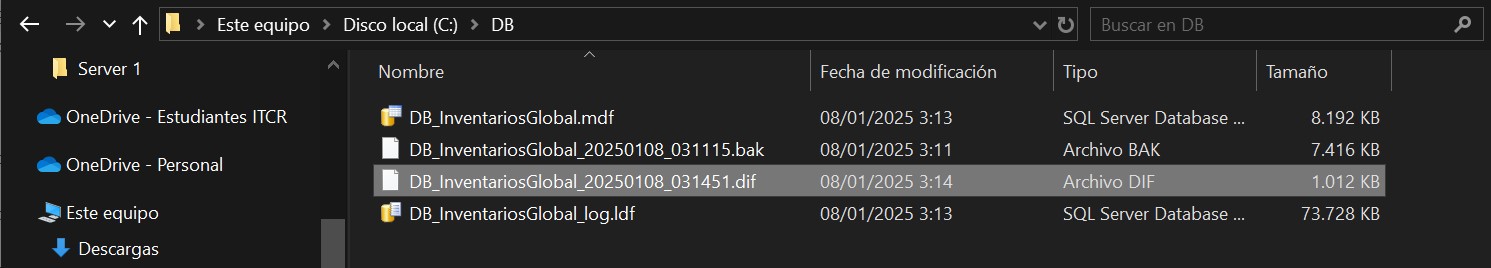 Este equipo Disco local (C:) DB Buscar en DB
Server 1
OneDrive - Estudiantes ITCR
OneDrive - Personal
Este equipo
Descargas
Nombre Fecha de modificación Tipo Tamaño
DB_InventariosGlobal.mdf 08/01/2025 3:13 SQL Server Database ... 8.192 KB
DB_InventariosGlobal_20250108_031115.bak 08/01/2025 3:11 Archivo BAK 7.416 KB
DB_InventariosGlobal_20250108_031451.dif 08/01/2025 3:14 Archivo DIF 1.012 KB
DB_InventariosGlobal_log.ldf 08/01/2025 3:13 SQL Server Database ... 73.728 KB